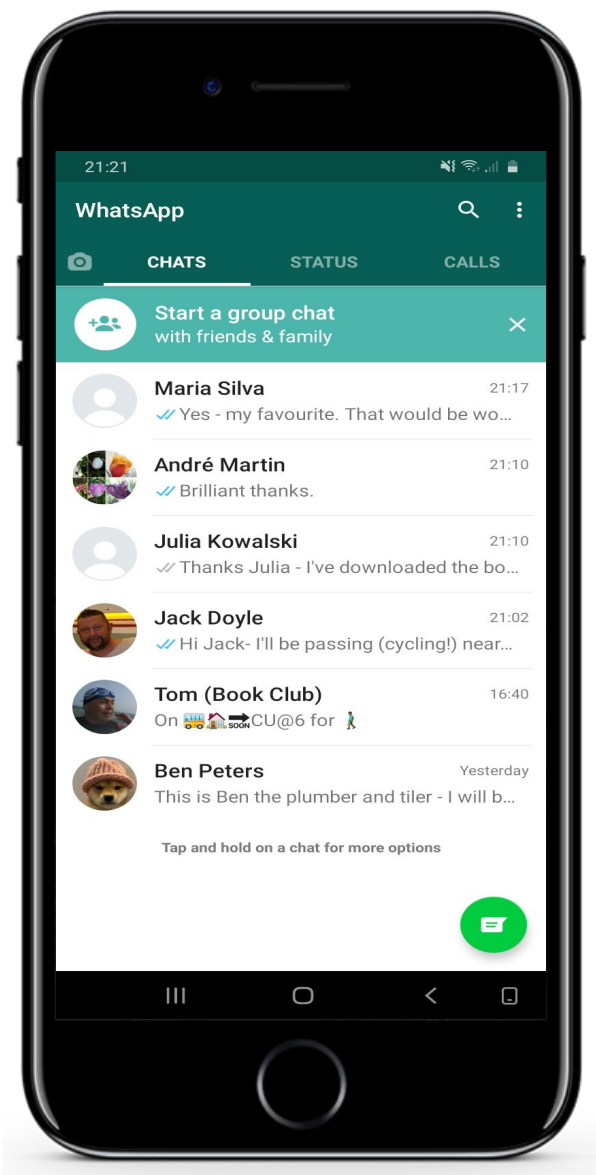 21:21
WhatsApp
CHATS STATUS CALLS
Start a group chat
with friends & family
Maria Silva 21:17
Yes - my favourite. That would be wo...
André Martin 21:10
Brilliant thanks.
Julia Kowalski 21:10
Thanks Julia - I've downloaded the bo...
Jack Doyle 21:02
Hi Jack- I'll be passing (cycling!) near...
Tom (Book Club) 16:40
On 🚌🏠🔜CU@6 for 🚶
Ben Peters Yesterday
This is Ben the plumber and tiler - I will b...
Tap and hold on a chat for more options